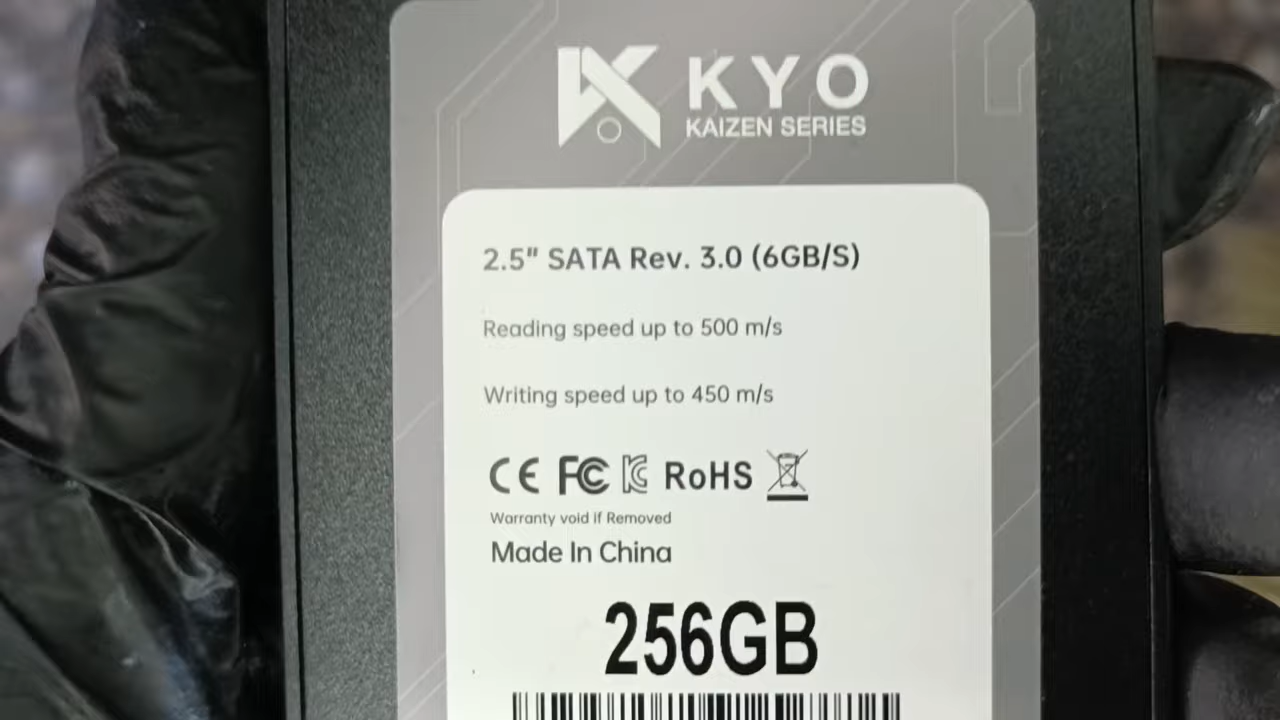 KYO
KAIZEN SERIES
2.5" SATA Rev. 3.0 (6GB/S)
Reading speed up to 500 m/s
Writing speed up to 450 m/s
CE FC KC RoHS
Warranty void if Removed
Made In China
256GB